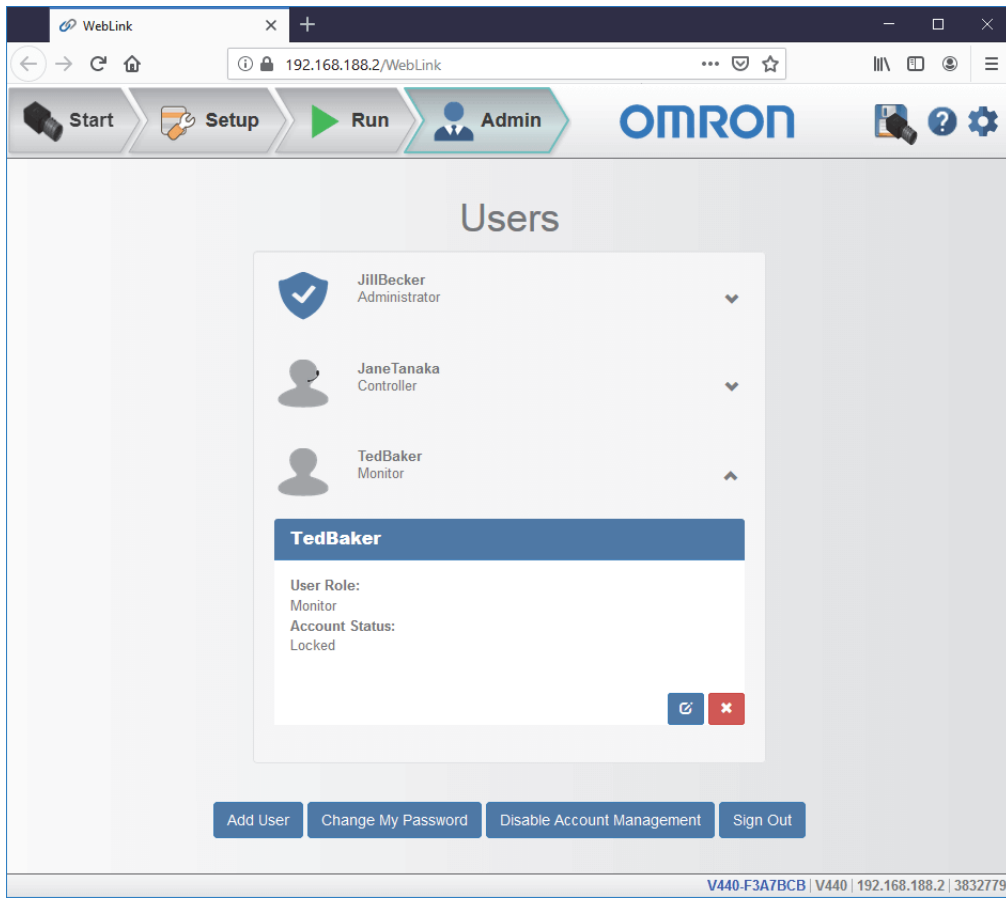 WebLink
192.168.188.2/WebLink
Start
Setup
Run
Admin
OMRON
Users
JillBecker
Administrator
JaneTanaka
Controller
TedBaker
Monitor
TedBaker
User Role:
Monitor
Account Status:
Locked
Add User
Change My Password
Disable Account Management
Sign Out
V440-F3A7BCB | V440 | 192.168.188.2 | 3832779